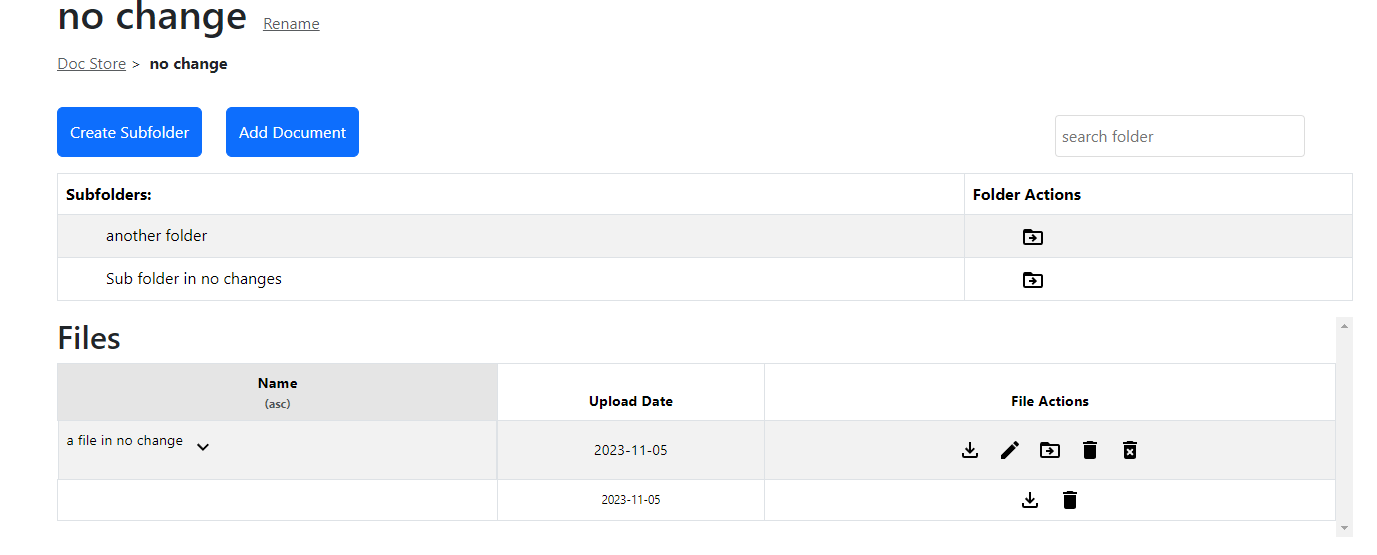 no change Rename
Doc Store > no change
Create Subfolder Add Document search folder
Subfolders: Folder Actions
another folder
Sub folder in no changes
Files
Name
(asc)
Upload Date File Actions
a file in no change 2023-11-05
2023-11-05